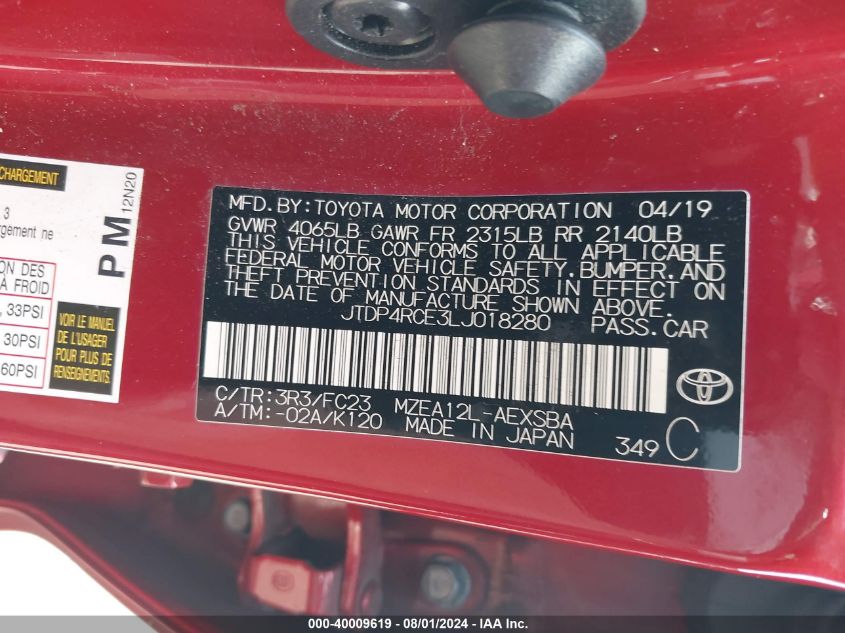 CHARGEMENT
3
rgement ne
ION DES
À FROID
, 33PSI
30PSI
60PSI
VOIR LE MANUEL
DE L'USAGER
POUR PLUS DE
RENSEIGNEMENTS.
PM
12N20
MFD. BY: TOYOTA MOTOR CORPORATION 04/19
GVWR 4065LB GAWR FR 2315LB RR 2140LB
THIS VEHICLE CONFORMS TO ALL APPLICABLE
FEDERAL MOTOR VEHICLE SAFETY, BUMPER, AND
THEFT PREVENTION STANDARDS IN EFFECT ON
THE DATE OF MANUFACTURE SHOWN ABOVE.
JTDP4RCE3LJ018280 PASS. CAR
C/TR: 3R3/FC23 MZEA12L-AEXSBA
A/TM: -02A/K120 MADE IN JAPAN
349 C
000-40009619 - 08/01/2024 - IAA Inc.